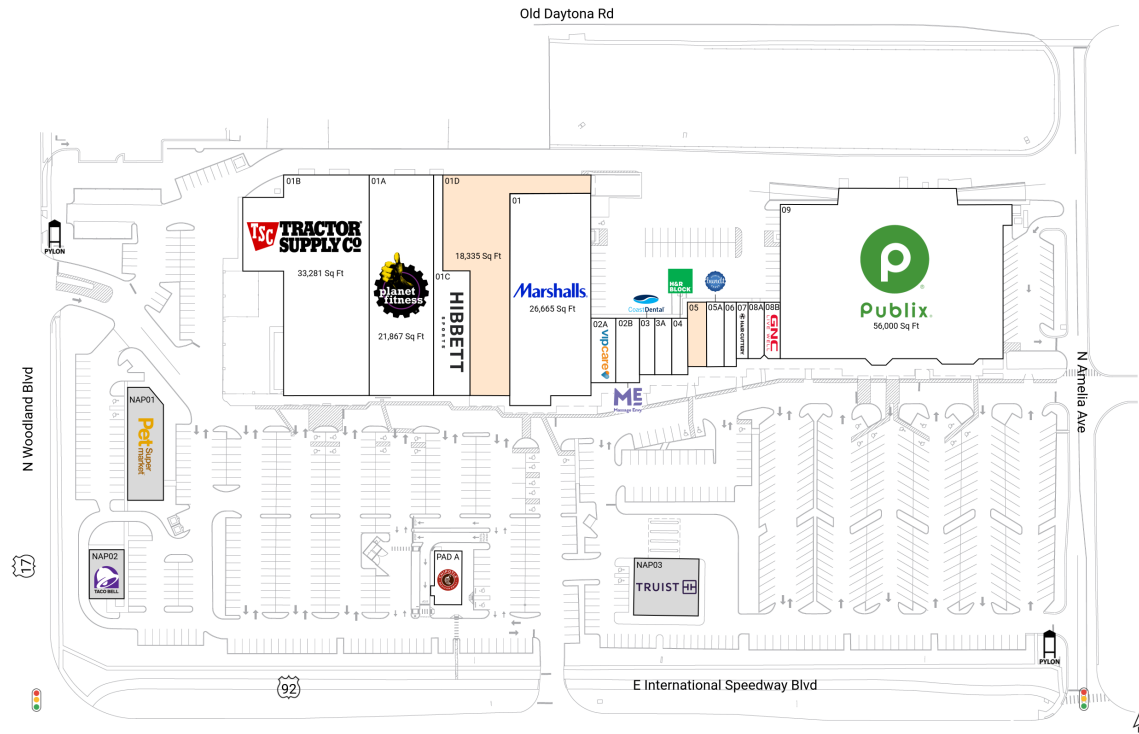 Old Daytona Rd
01B
01A
01D
01
09
TSC
TRACTOR
SUPPLY CO
33,281 Sq Ft
18,335 Sq Ft
01C
planet
fitness
21,867 Sq Ft
HIBBETT
SPORTS
Marshalls
26,665 Sq Ft
P
Publix
56,000 Sq Ft
PYLON
H&R
BLOCK
CoastDental
02A
02B
03
3A
04
05
05A
06
07
08A
08B
vipcare
HAIR CUTTERY
GNC
LIVE WELL
ME
Massage Envy
N Woodland Blvd
N Amelia Ave
NAP01
Pet
Super
market
NAP02
TACO BELL
17
PAD A
NAP03
TRUIST
PYLON
92
E International Speedway Blvd